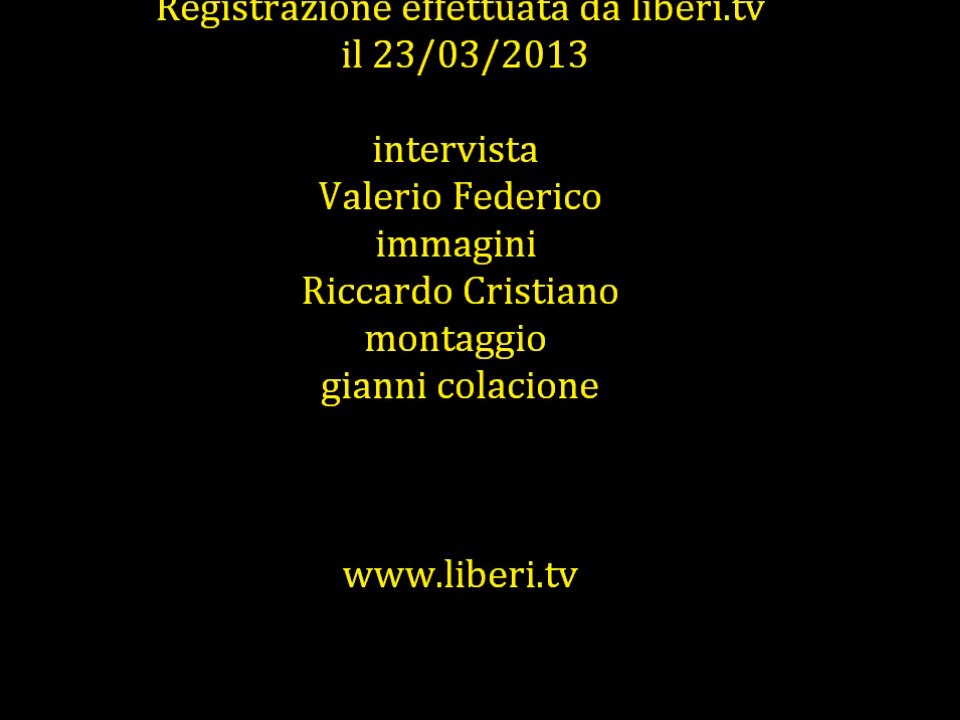 Registrazione effettuata da liberi.tv
il 23/03/2013
intervista
Valerio Federico
immagini
Riccardo Cristiano
montaggio
gianni colacione
www.liberi.tv